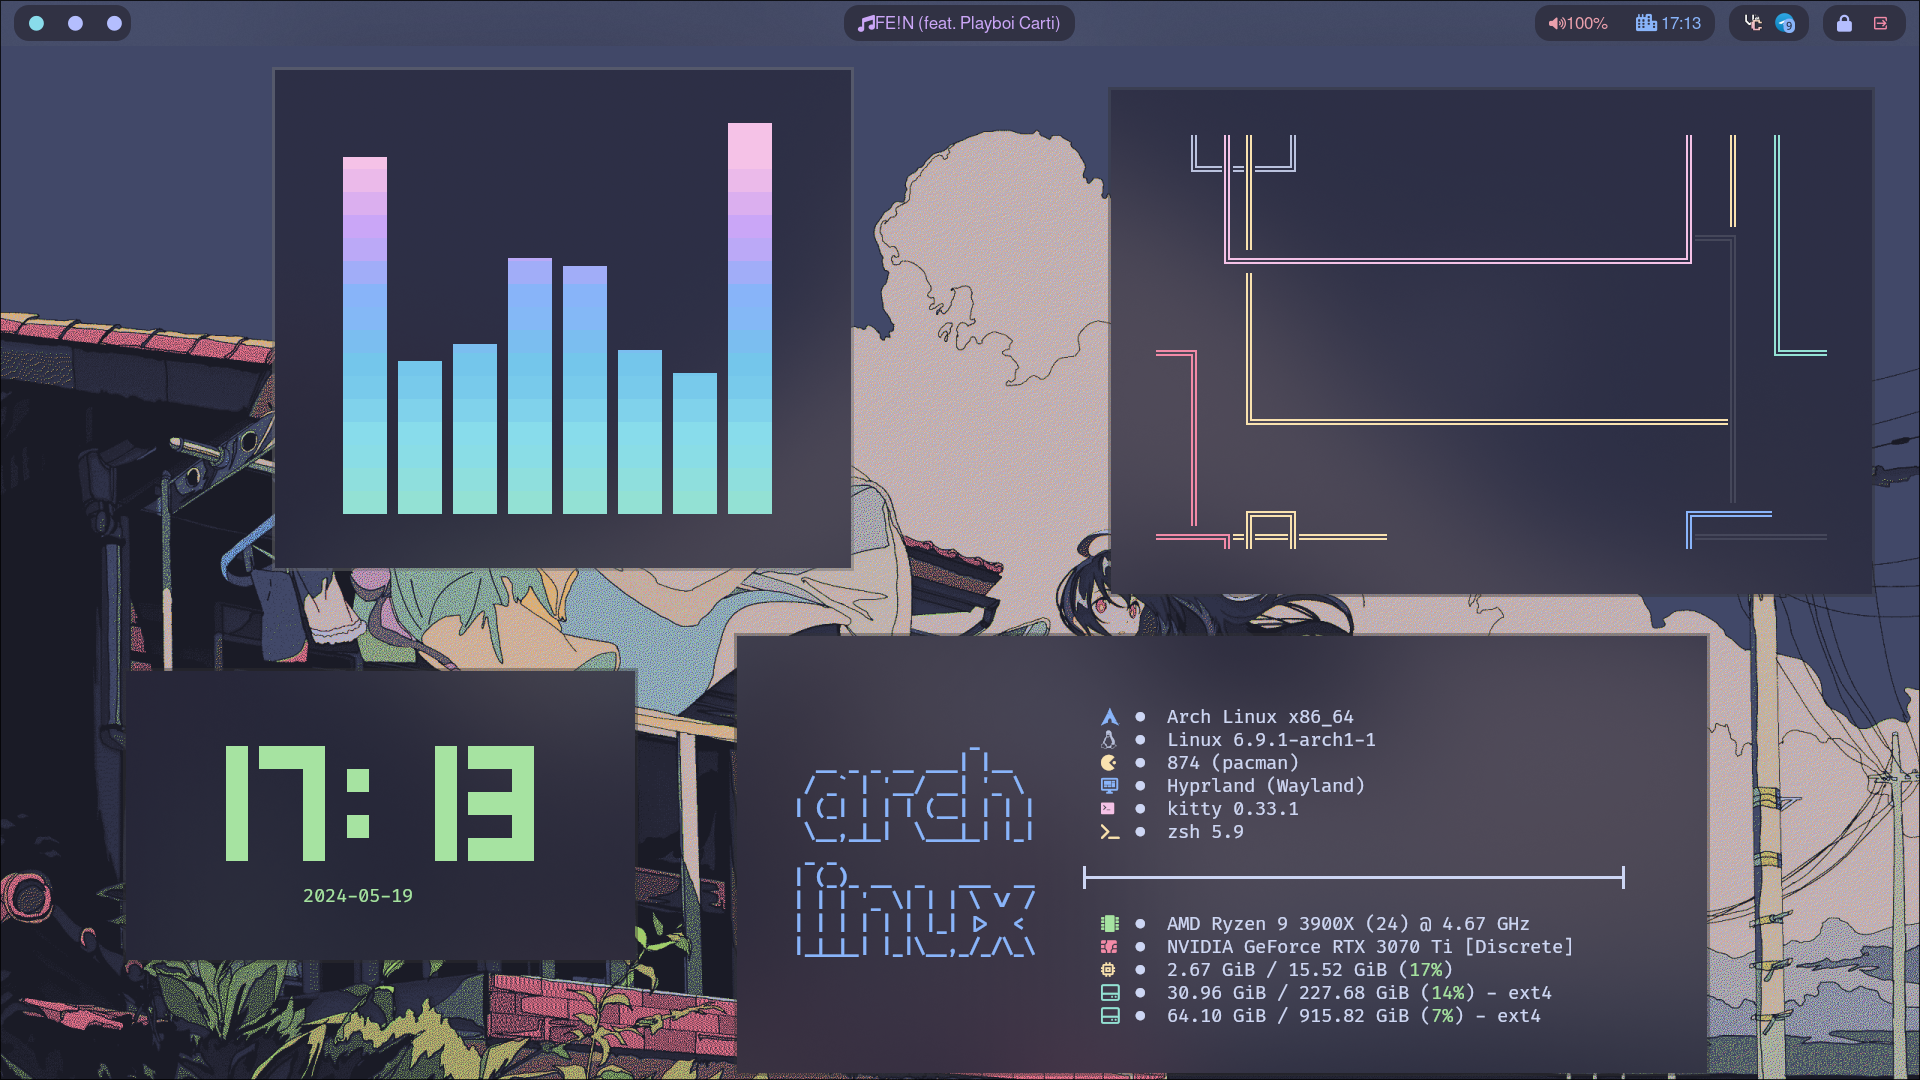 FE!N (feat. Playboi Carti)
100%
17:13
9
17:13
2024-05-19
arch
linux
Arch Linux x86_64
Linux 6.9.1-arch1-1
874 (pacman)
Hyprland (Wayland)
kitty 0.33.1
zsh 5.9
AMD Ryzen 9 3900X (24) @ 4.67 GHz
NVIDIA GeForce RTX 3070 Ti [Discrete]
2.67 GiB / 15.52 GiB (17%)
30.96 GiB / 227.68 GiB (14%) - ext4
64.10 GiB / 915.82 GiB (7%) - ext4